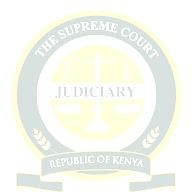 THE SUPREME COURT
JUDICIARY
REPUBLIC OF KENYA